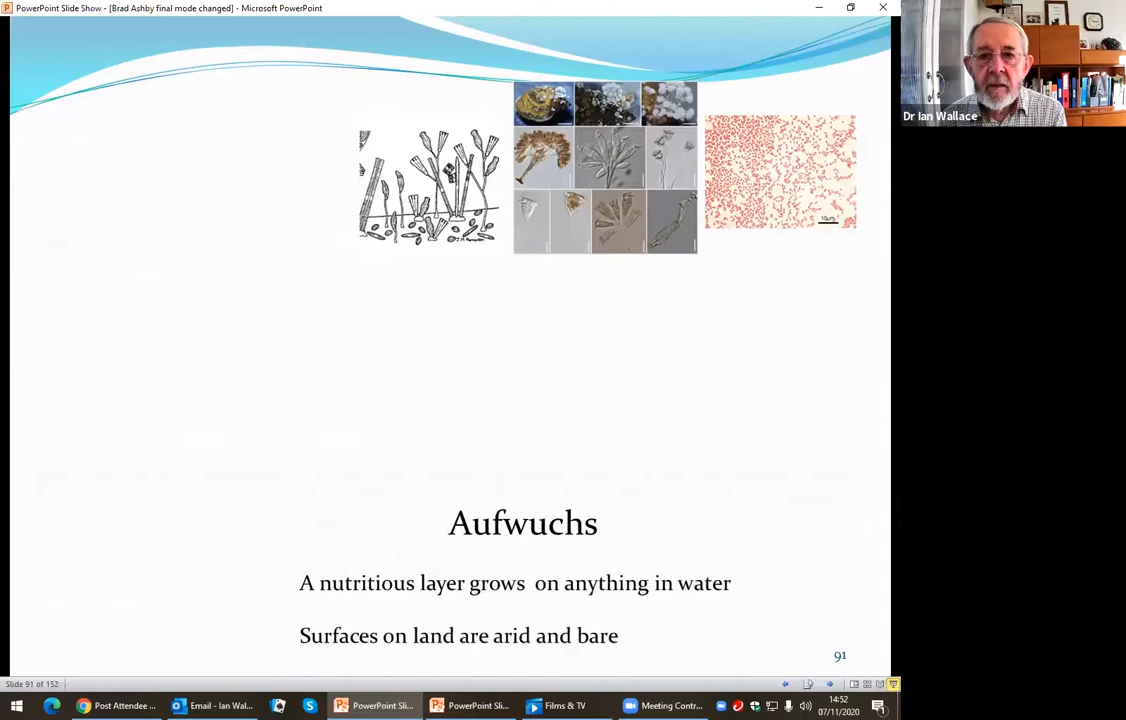 PowerPoint Slide Show - [Brad Ashby final mode changed] - Microsoft PowerPoint
Dr Ian Wallace
10µm
Aufwuchs
A nutritious layer grows on anything in water
Surfaces on land are arid and bare
91
Slide 91 of 152
Post Attendee ...
Email - Ian Wal...
PowerPoint Sli...
PowerPoint Sli...
Films & TV
Meeting Contr...
14:52
07/11/2020